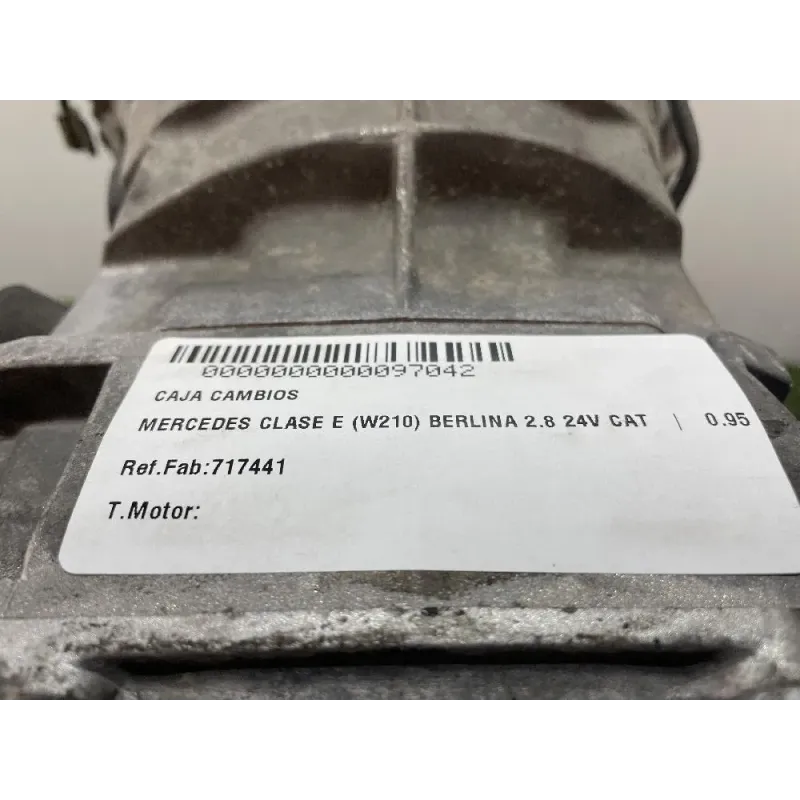 0000000000097042
CAJA CAMBIOS
MERCEDES CLASE E (W210) BERLINA 2.8 24V CAT | 0.95
Ref.Fab:717441
T.Motor: